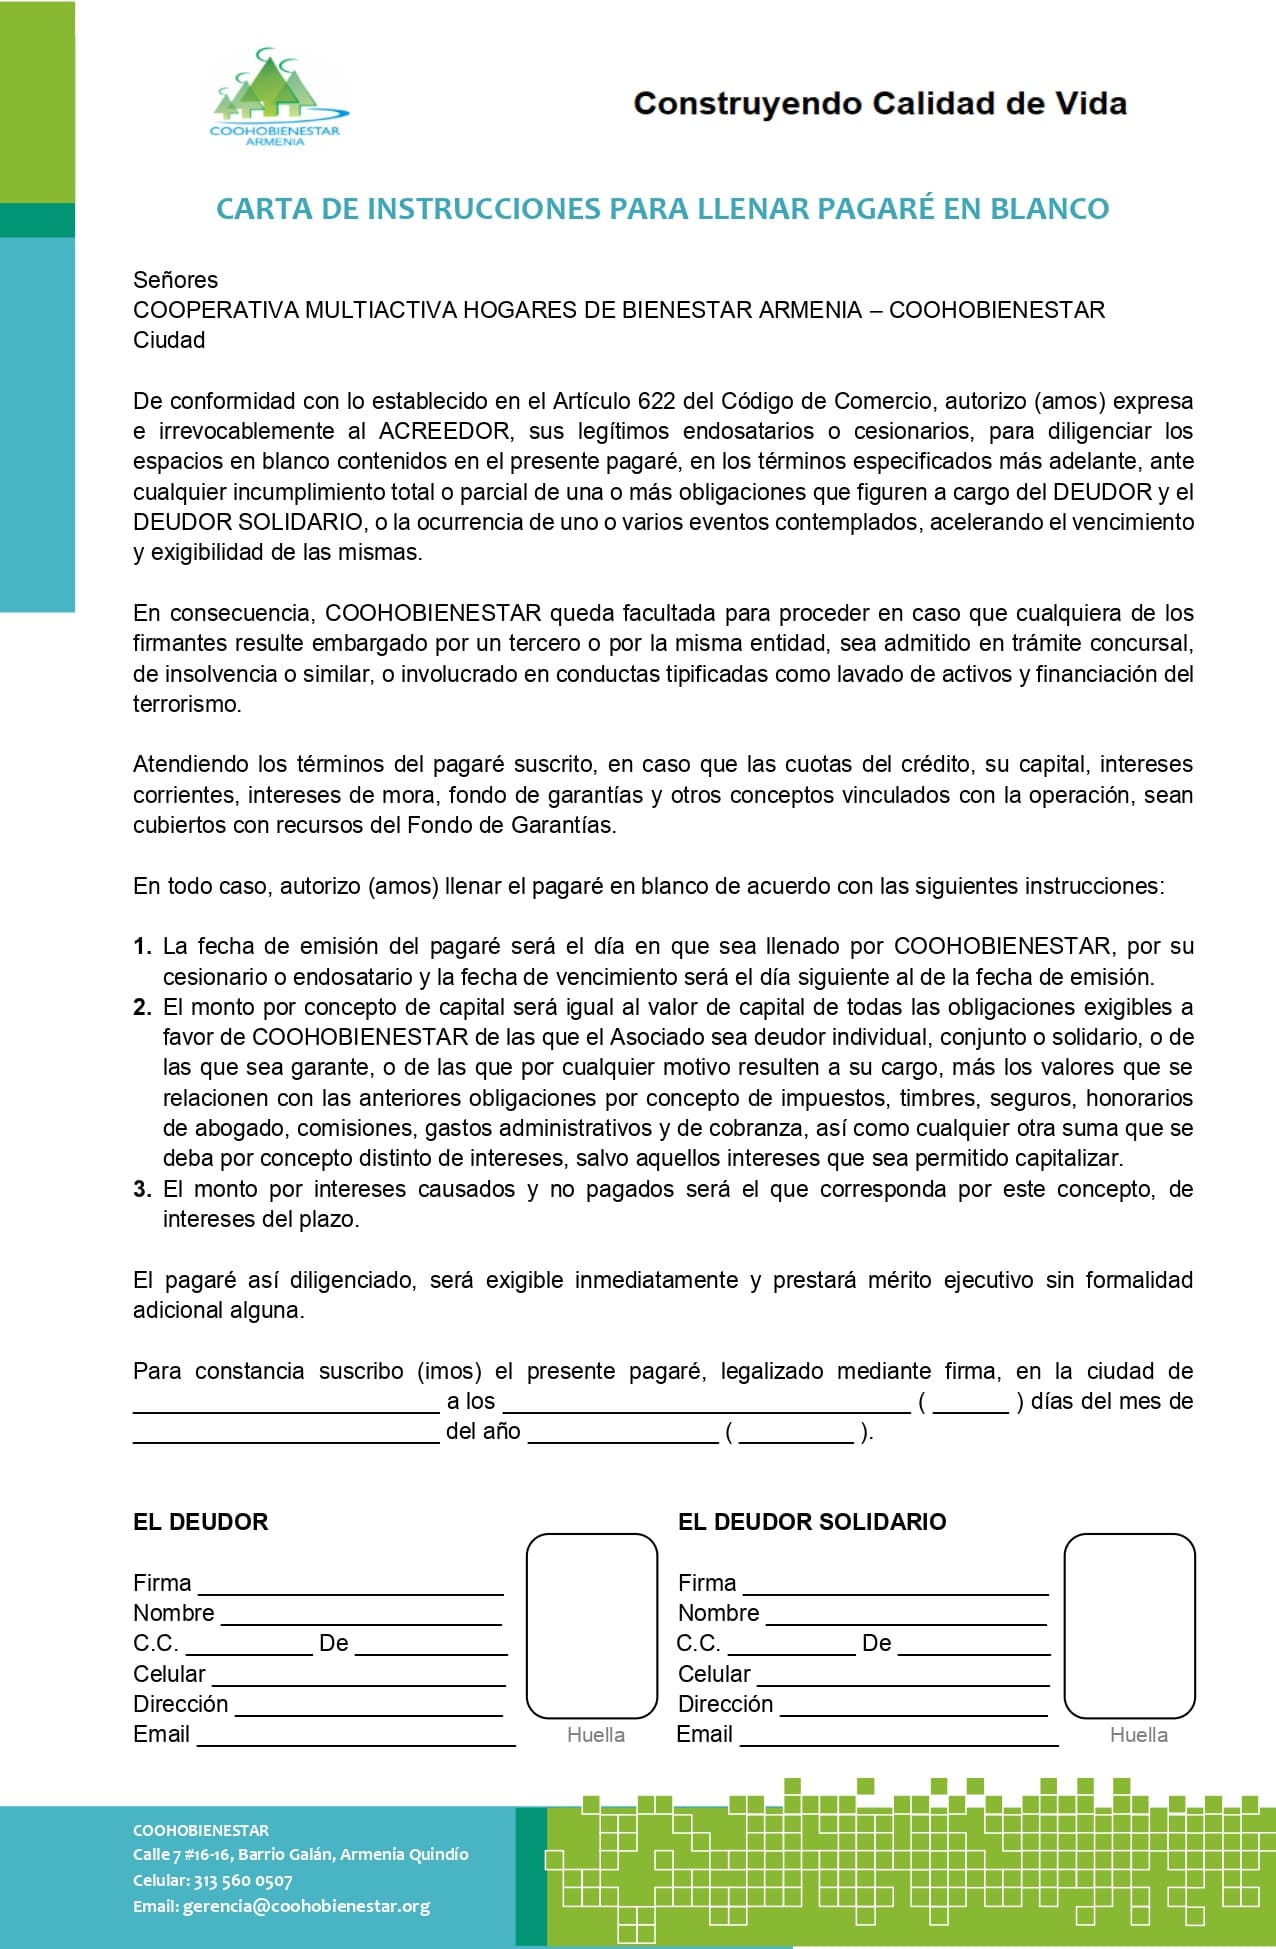 COOHOBIENESTAR
ARMENIA
Construyendo Calidad de Vida
CARTA DE INSTRUCCIONES PARA LLENAR PAGARÉ EN BLANCO
Señores
COOPERATIVA MULTIACTIVA HOGARES DE BIENESTAR ARMENIA – COOHOBIENESTAR
Ciudad
De conformidad con lo establecido en el Artículo 622 del Código de Comercio, autorizo (amos) expresa
e irrevocablemente al ACREEDOR, sus legítimos endosatarios o cesionarios, para diligenciar los
espacios en blanco contenidos en el presente pagaré, en los términos especificados más adelante, ante
cualquier incumplimiento total o parcial de una o más obligaciones que figuren a cargo del DEUDOR y el
DEUDOR SOLIDARIO, o la ocurrencia de uno o varios eventos contemplados, acelerando el vencimiento
y exigibilidad de las mismas.
En consecuencia, COOHOBIENESTAR queda facultada para proceder en caso que cualquiera de los
firmantes resulte embargado por un tercero o por la misma entidad, sea admitido en trámite concursal,
de insolvencia o similar, o involucrado en conductas tipificadas como lavado de activos y financiación del
terrorismo.
Atendiendo los términos del pagaré suscrito, en caso que las cuotas del crédito, su capital, intereses
corrientes, intereses de mora, fondo de garantías y otros conceptos vinculados con la operación, sean
cubiertos con recursos del Fondo de Garantías.
En todo caso, autorizo (amos) llenar el pagaré en blanco de acuerdo con las siguientes instrucciones:
1. La fecha de emisión del pagaré será el día en que sea llenado por COOHOBIENESTAR, por su
cesionario o endosatario y la fecha de vencimiento será el día siguiente al de la fecha de emisión.
2. El monto por concepto de capital será igual al valor de capital de todas las obligaciones exigibles a
favor de COOHOBIENESTAR de las que el Asociado sea deudor individual, conjunto o solidario, o de
las que sea garante, o de las que por cualquier motivo resulten a su cargo, más los valores que se
relacionen con las anteriores obligaciones por concepto de impuestos, timbres, seguros, honorarios
de abogado, comisiones, gastos administrativos y de cobranza, así como cualquier otra suma que se
deba por concepto distinto de intereses, salvo aquellos intereses que sea permitido capitalizar.
3. El monto por intereses causados y no pagados será el que corresponda por este concepto, de
intereses del plazo.
El pagaré así diligenciado, será exigible inmediatamente y prestará mérito ejecutivo sin formalidad
adicional alguna.
Para constancia suscribo (imos) el presente pagaré, legalizado mediante firma, en la ciudad de
________________________ a los ________________________________ ( ______ ) días del mes de
________________________ del año _______________ ( _________ ).
EL DEUDOR
Firma ________________________
Nombre ______________________
C.C. __________ De ____________
Celular _______________________
Dirección _____________________
Email _________________________
Huella
EL DEUDOR SOLIDARIO
Firma ________________________
Nombre ______________________
C.C. __________ De ____________
Celular _______________________
Dirección _____________________
Email _________________________
Huella
COOHOBIENESTAR
Calle 7 #16-16, Barrio Galán, Armenia Quindío
Celular: 313 560 0507
Email: gerencia@coohobienestar.org